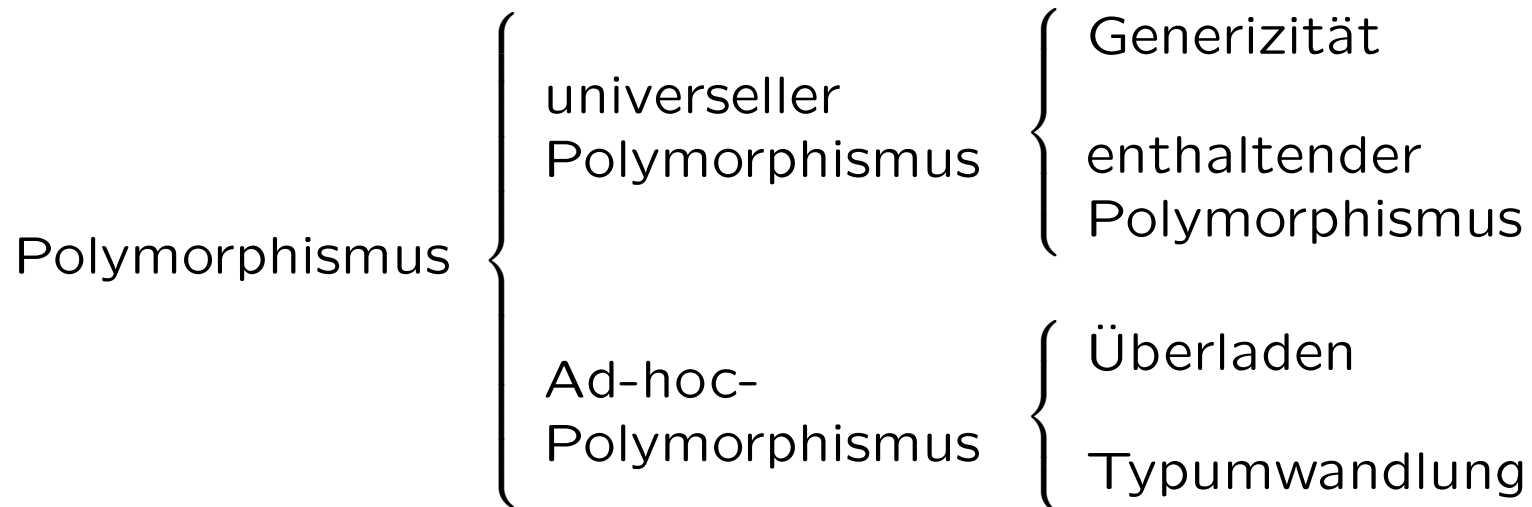 Polymorphismus
universeller
Polymorphismus
Generizität
enthaltender
Polymorphismus
Ad-hoc-
Polymorphismus
Überladen
Typumwandlung